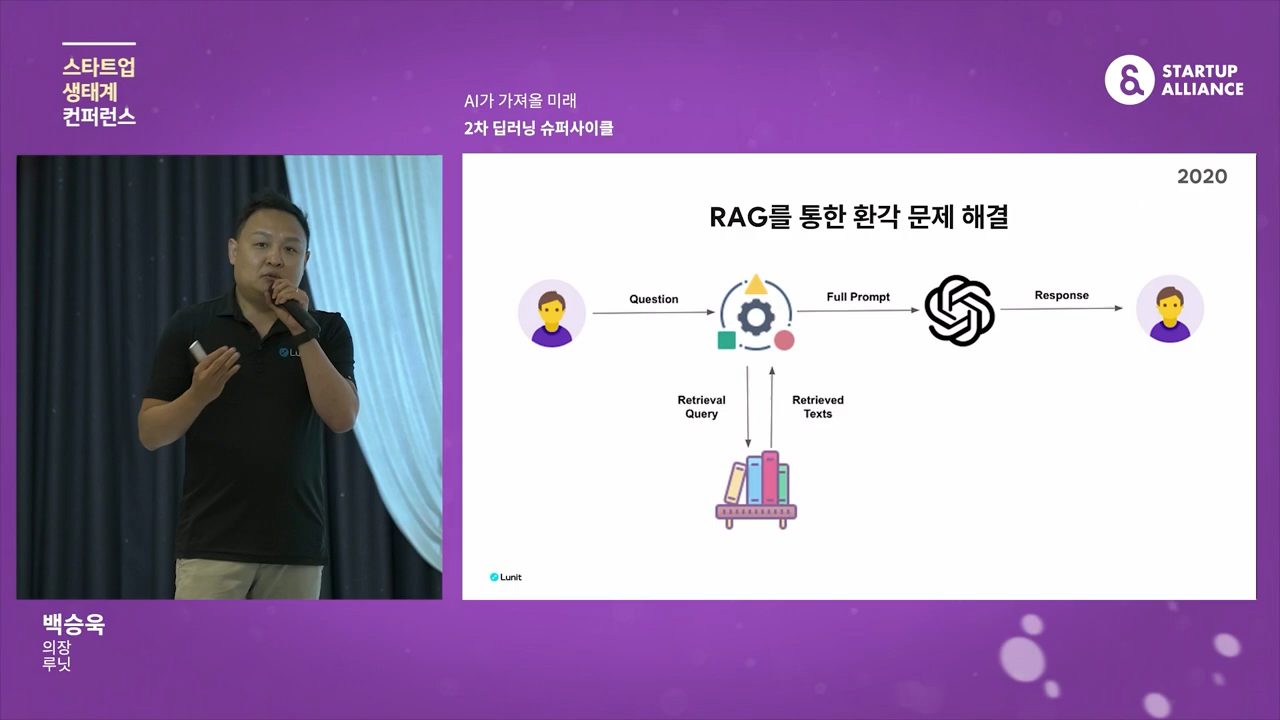 스타트업
생태계
컨퍼런스
AI가 가져올 미래
2차 딥러닝 슈퍼사이클
STARTUP
ALLIANCE
2020
RAG를 통한 환각 문제 해결
Question
Full Prompt
Response
Retrieval
Query
Retrieved
Texts
Lunit
백승욱
의장
루닛